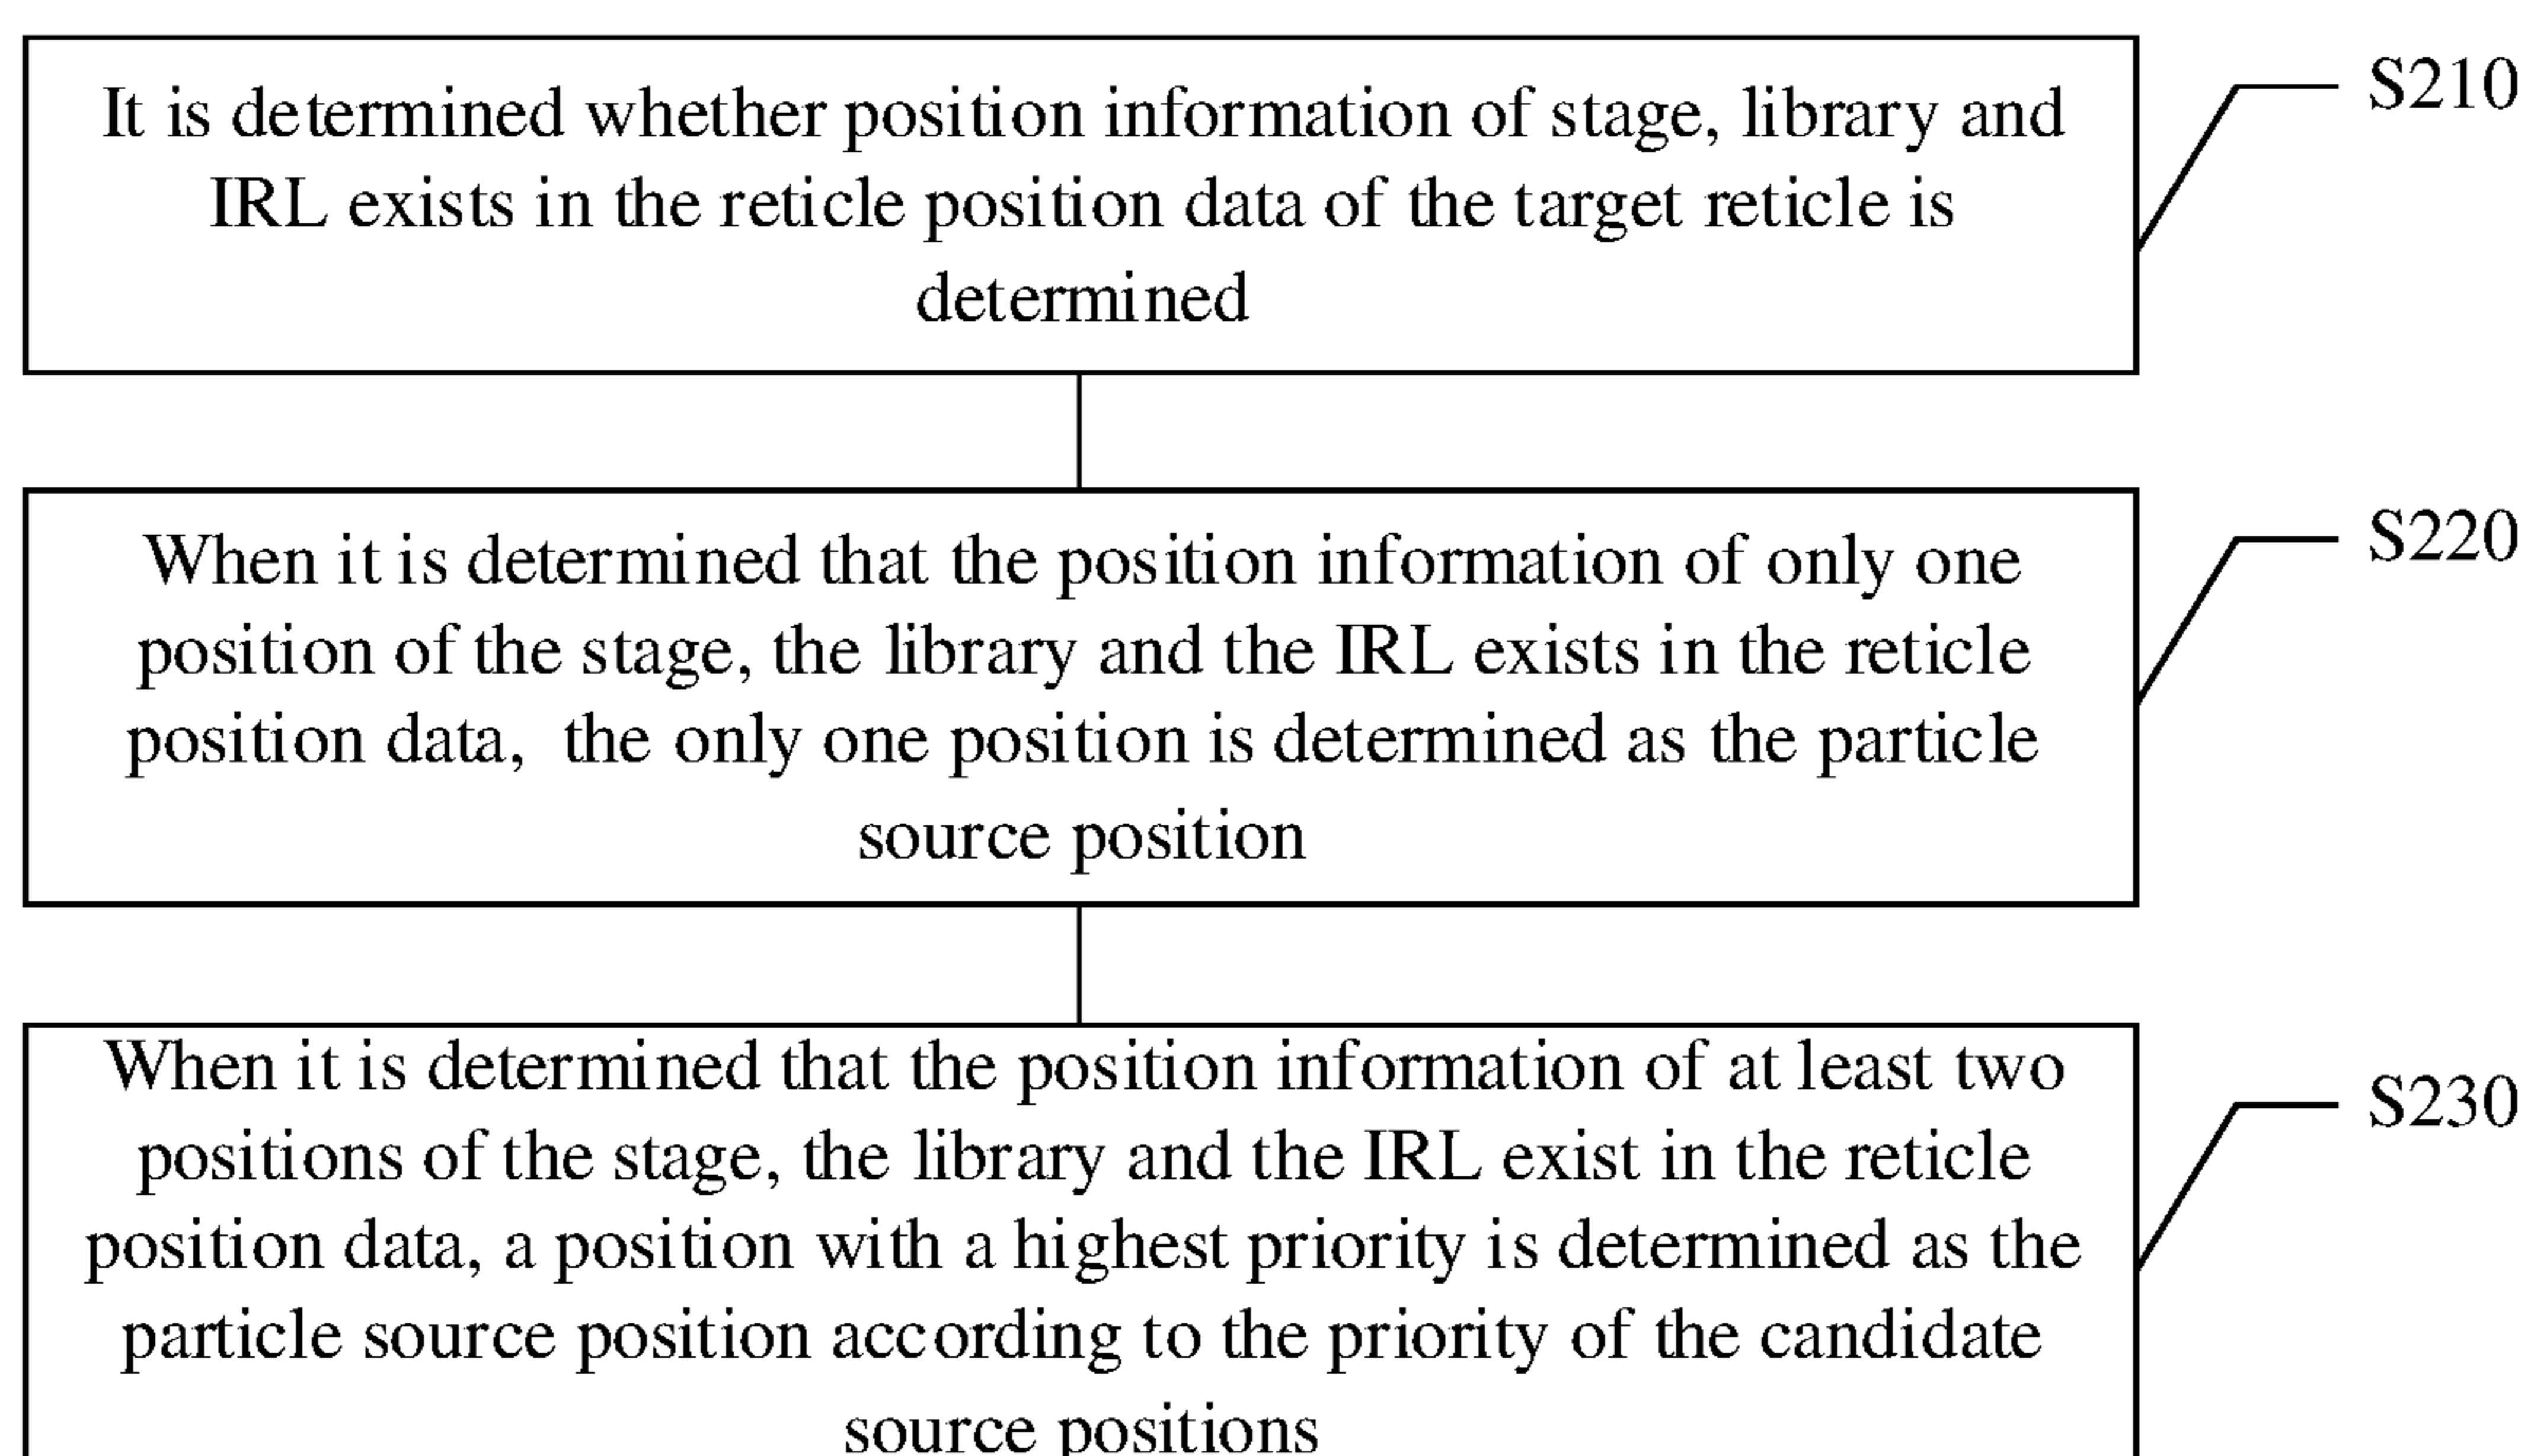 It is determined whether position information of stage, library and
IRL exists in the reticle position data of the target reticle is
determined
S210
When it is determined that the position information of only one
position of the stage, the library and the IRL exists in the reticle
position data, the only one position is determined as the particle
source position
S220
When it is determined that the position information of at least two
positions of the stage, the library and the IRL exist in the reticle
position data, a position with a highest priority is determined as the
particle source position according to the priority of the candidate
source positions
S230